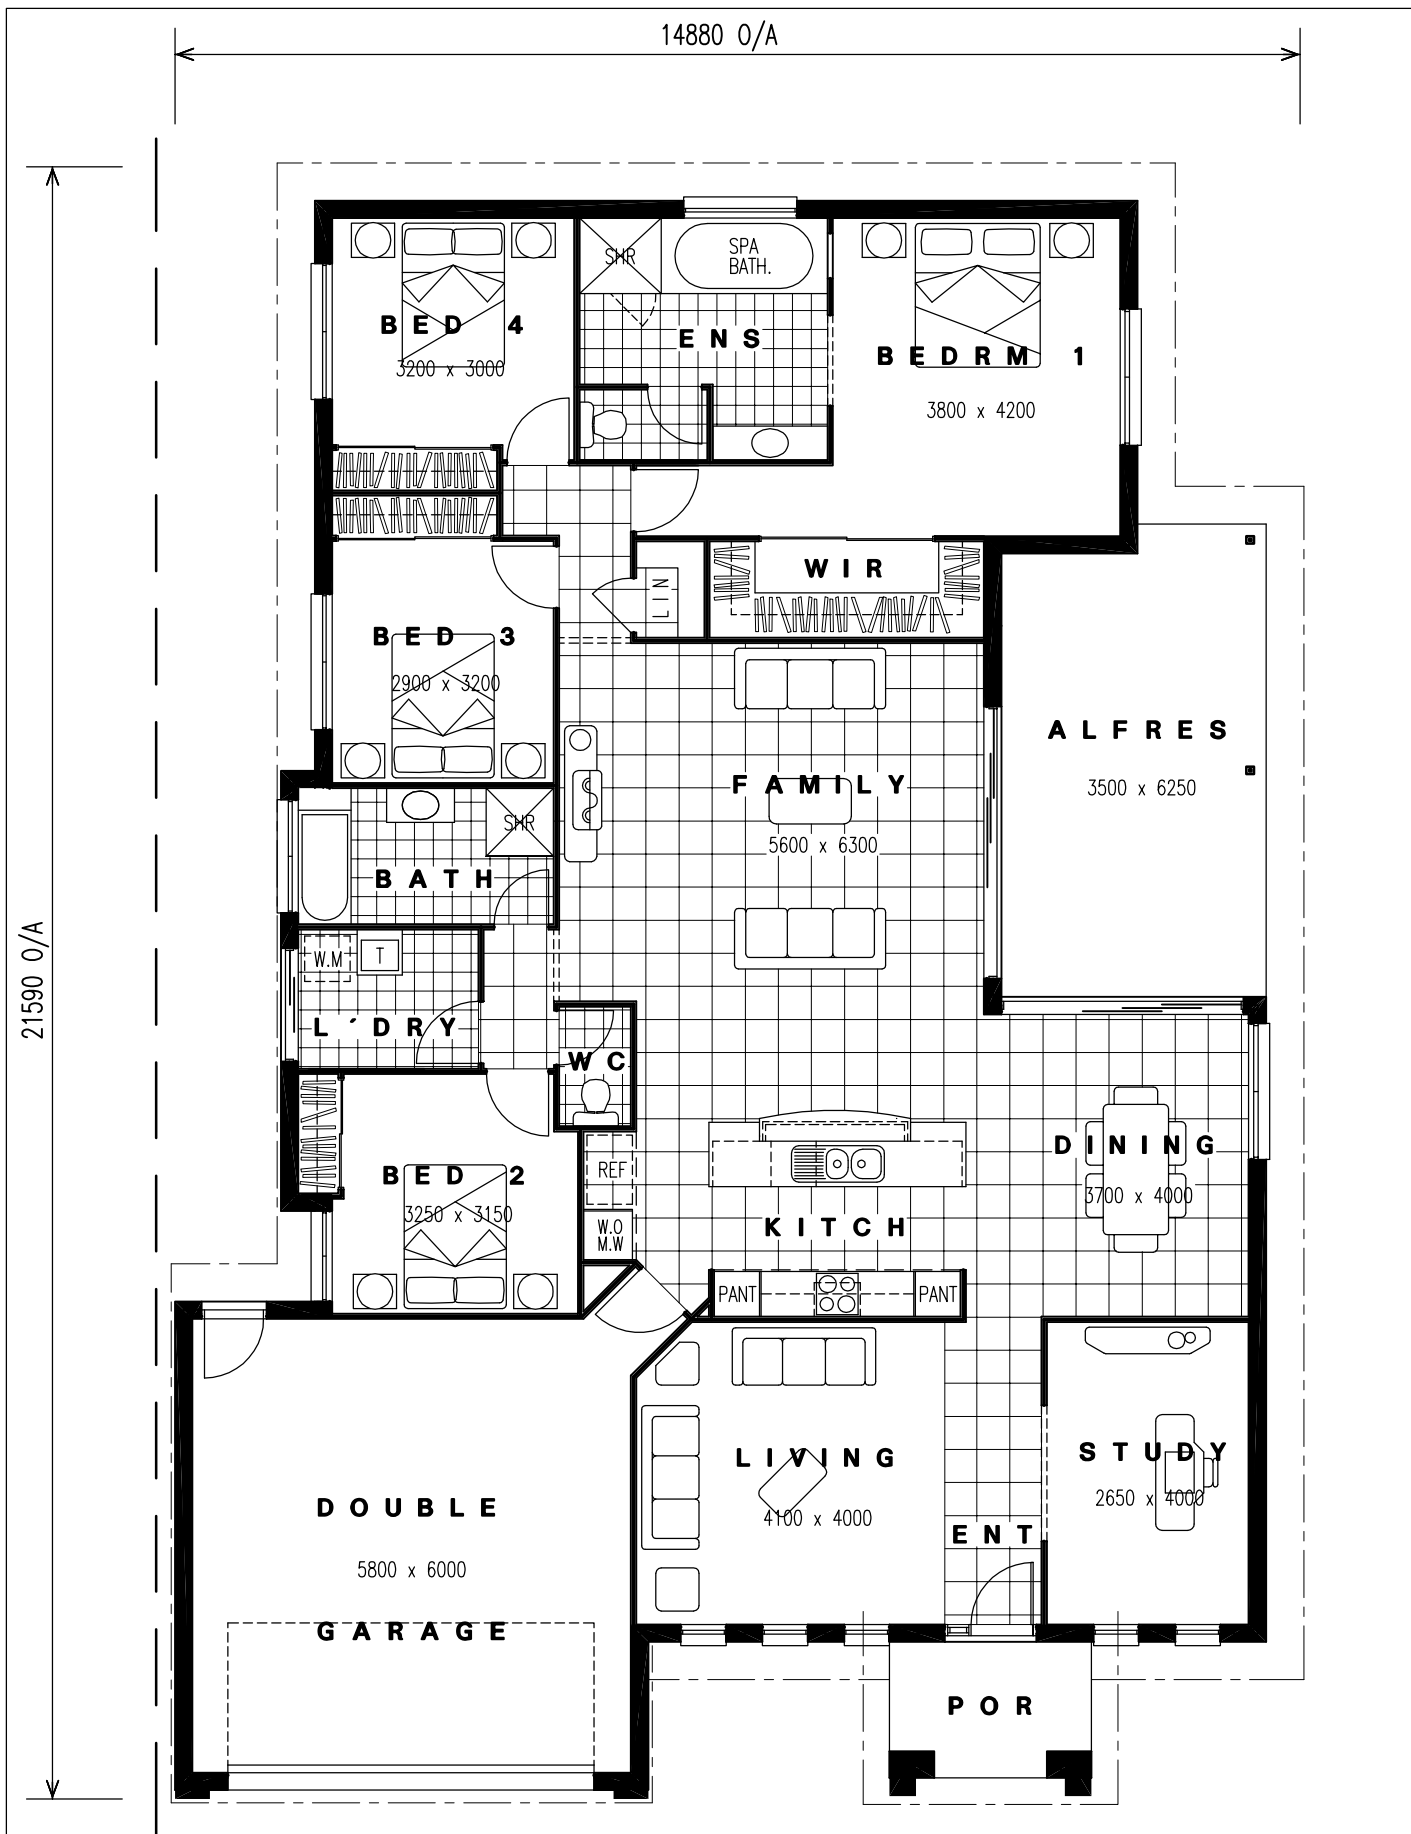 14880 O/A
21590 O/A
SHR
SPA
BATH.
BED 4
3200 x 3000
ENS
BEDRM 1
3800 x 4200
WIR
LIN
BED 3
2900 x 3200
ALFRES
3500 x 6250
FAMILY
5600 x 6300
SHR
BATH
W.M
T
L´DRY
WC
BED 2
3250 x 3150
REF
W.O
M.W
DINING
3700 x 4000
KITCH
PANT
PANT
LIVING
4100 x 4000
STUDY
2650 x 4000
ENT
DOUBLE
5800 x 6000
GARAGE
POR